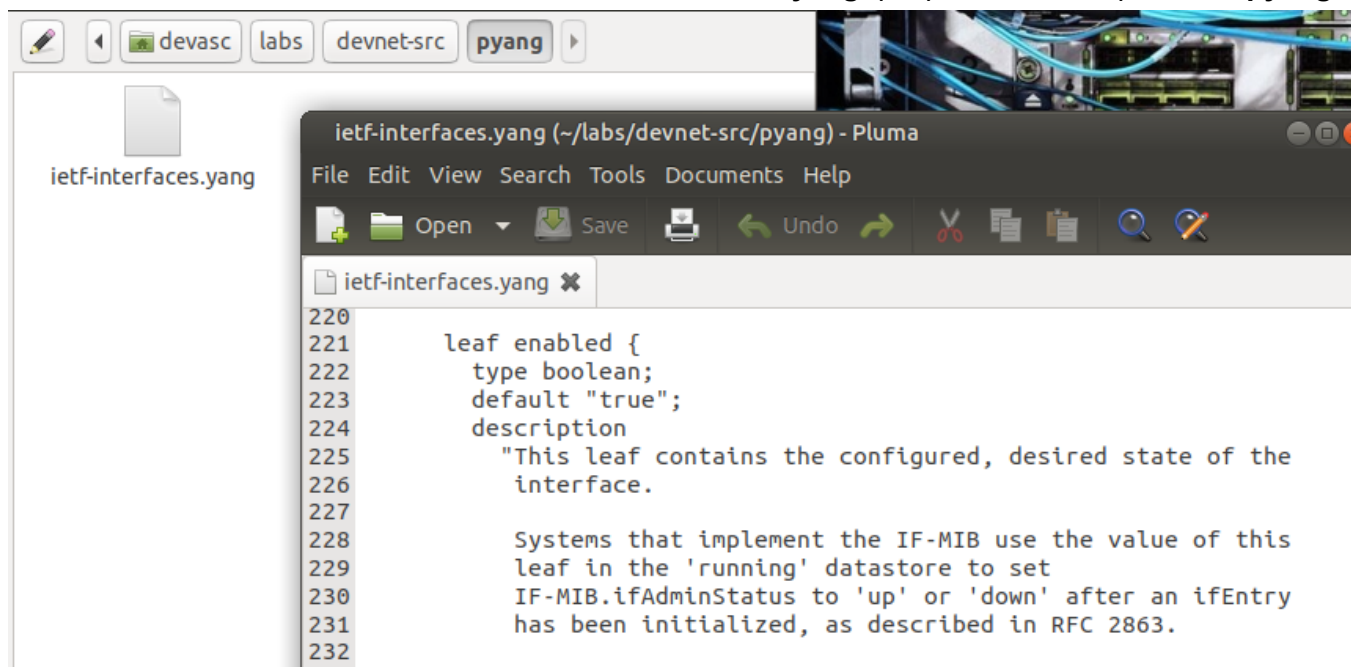 devasc labs devnet-src pyang
ietf-interfaces.yang
ietf-interfaces.yang (~/labs/devnet-src/pyang) - Pluma
File Edit View Search Tools Documents Help
Open Save Undo
ietf-interfaces.yang
220
221 leaf enabled {
222 type boolean;
223 default "true";
224 description
225 "This leaf contains the configured, desired state of the
226 interface.
227
228 Systems that implement the IF-MIB use the value of this
229 leaf in the 'running' datastore to set
230 IF-MIB.ifAdminStatus to 'up' or 'down' after an ifEntry
231 has been initialized, as described in RFC 2863.
232